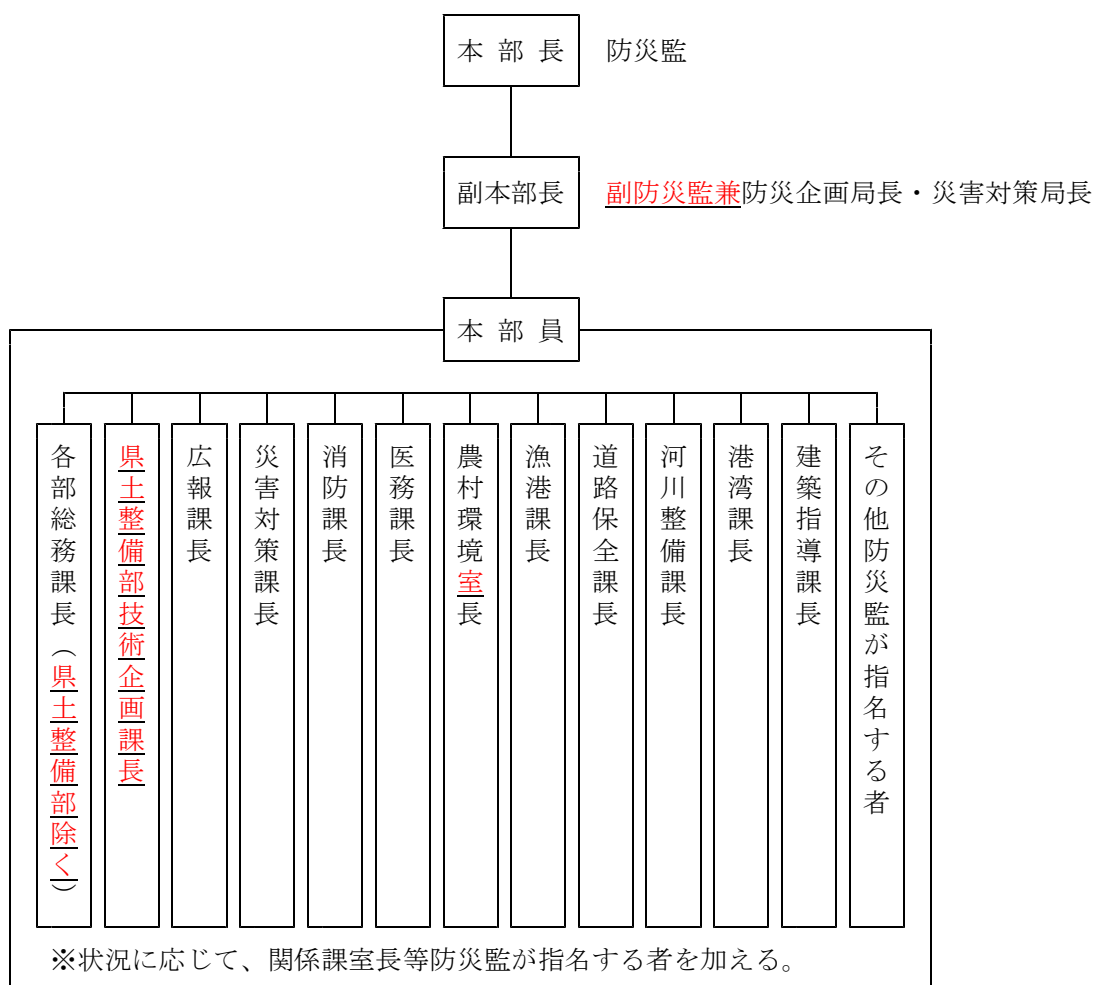 本部長 防災監
副本部長 副防災監兼防災企画局長・災害対策局長
本部員
各部総務課長（県土整備部除く）
県土整備部技術企画課長
広報課長
災害対策課長
消防課長
医務課長
農村環境室長
漁港課長
道路保全課長
河川整備課長
港湾課長
建築指導課長
その他防災監が指名する者
※状況に応じて、関係課室長等防災監が指名する者を加える。